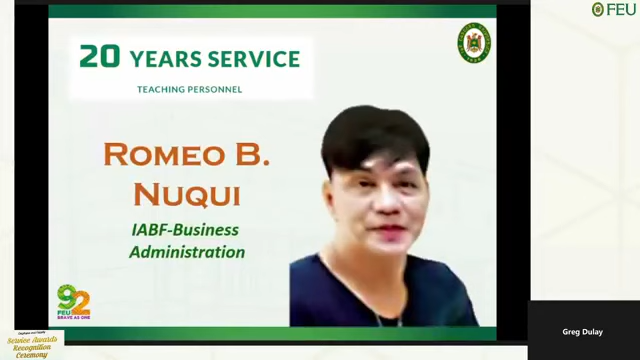 FEU
20 YEARS SERVICE
TEACHING PERSONNEL
ROMEO B.
NUQUI
IABF-Business
Administration
92
FEU
BRAVE AS ONE
Service Awards
Recognition
Ceremony
Greg Dulay